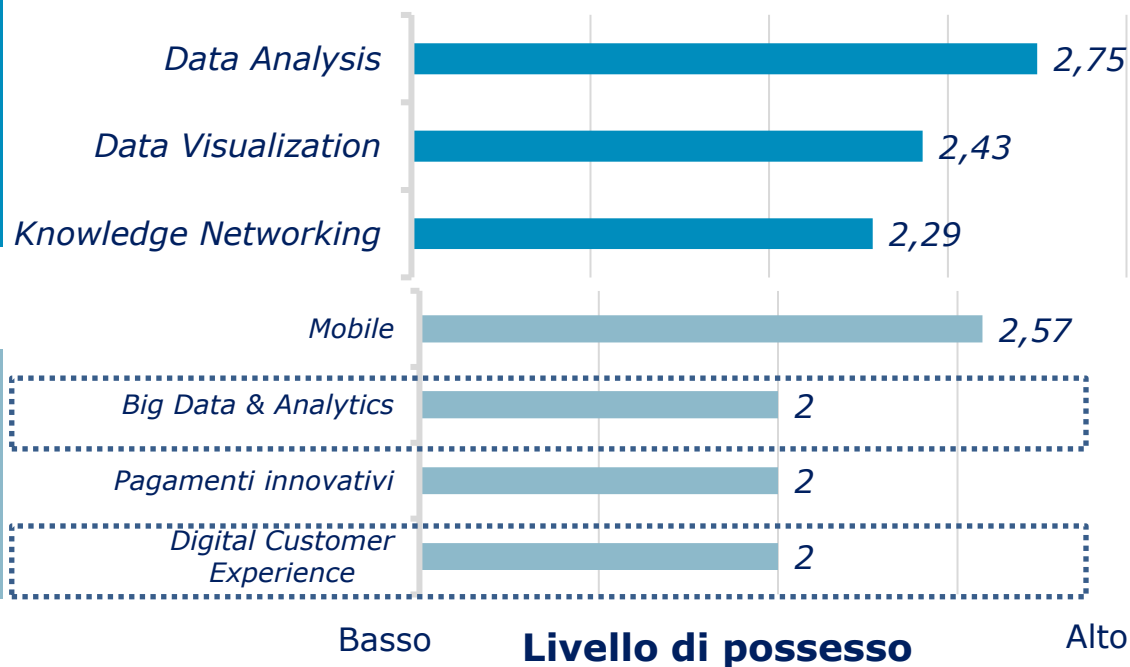 Data Analysis 2,75
Data Visualization 2,43
Knowledge Networking 2,29
Mobile 2,57
Big Data & Analytics 2
Pagamenti innovativi 2
Digital Customer
Experience 2
Basso Livello di possesso Alto